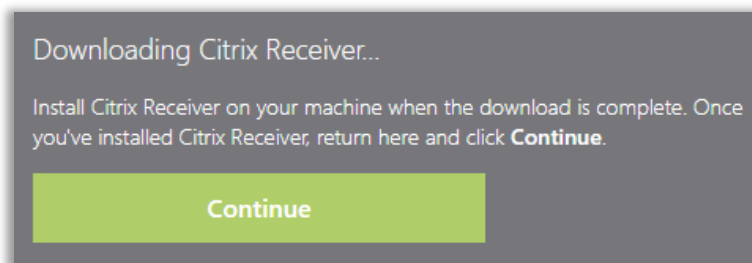 Downloading Citrix Receiver...
Install Citrix Receiver on your machine when the download is complete. Once
you've installed Citrix Receiver, return here and click Continue.
Continue